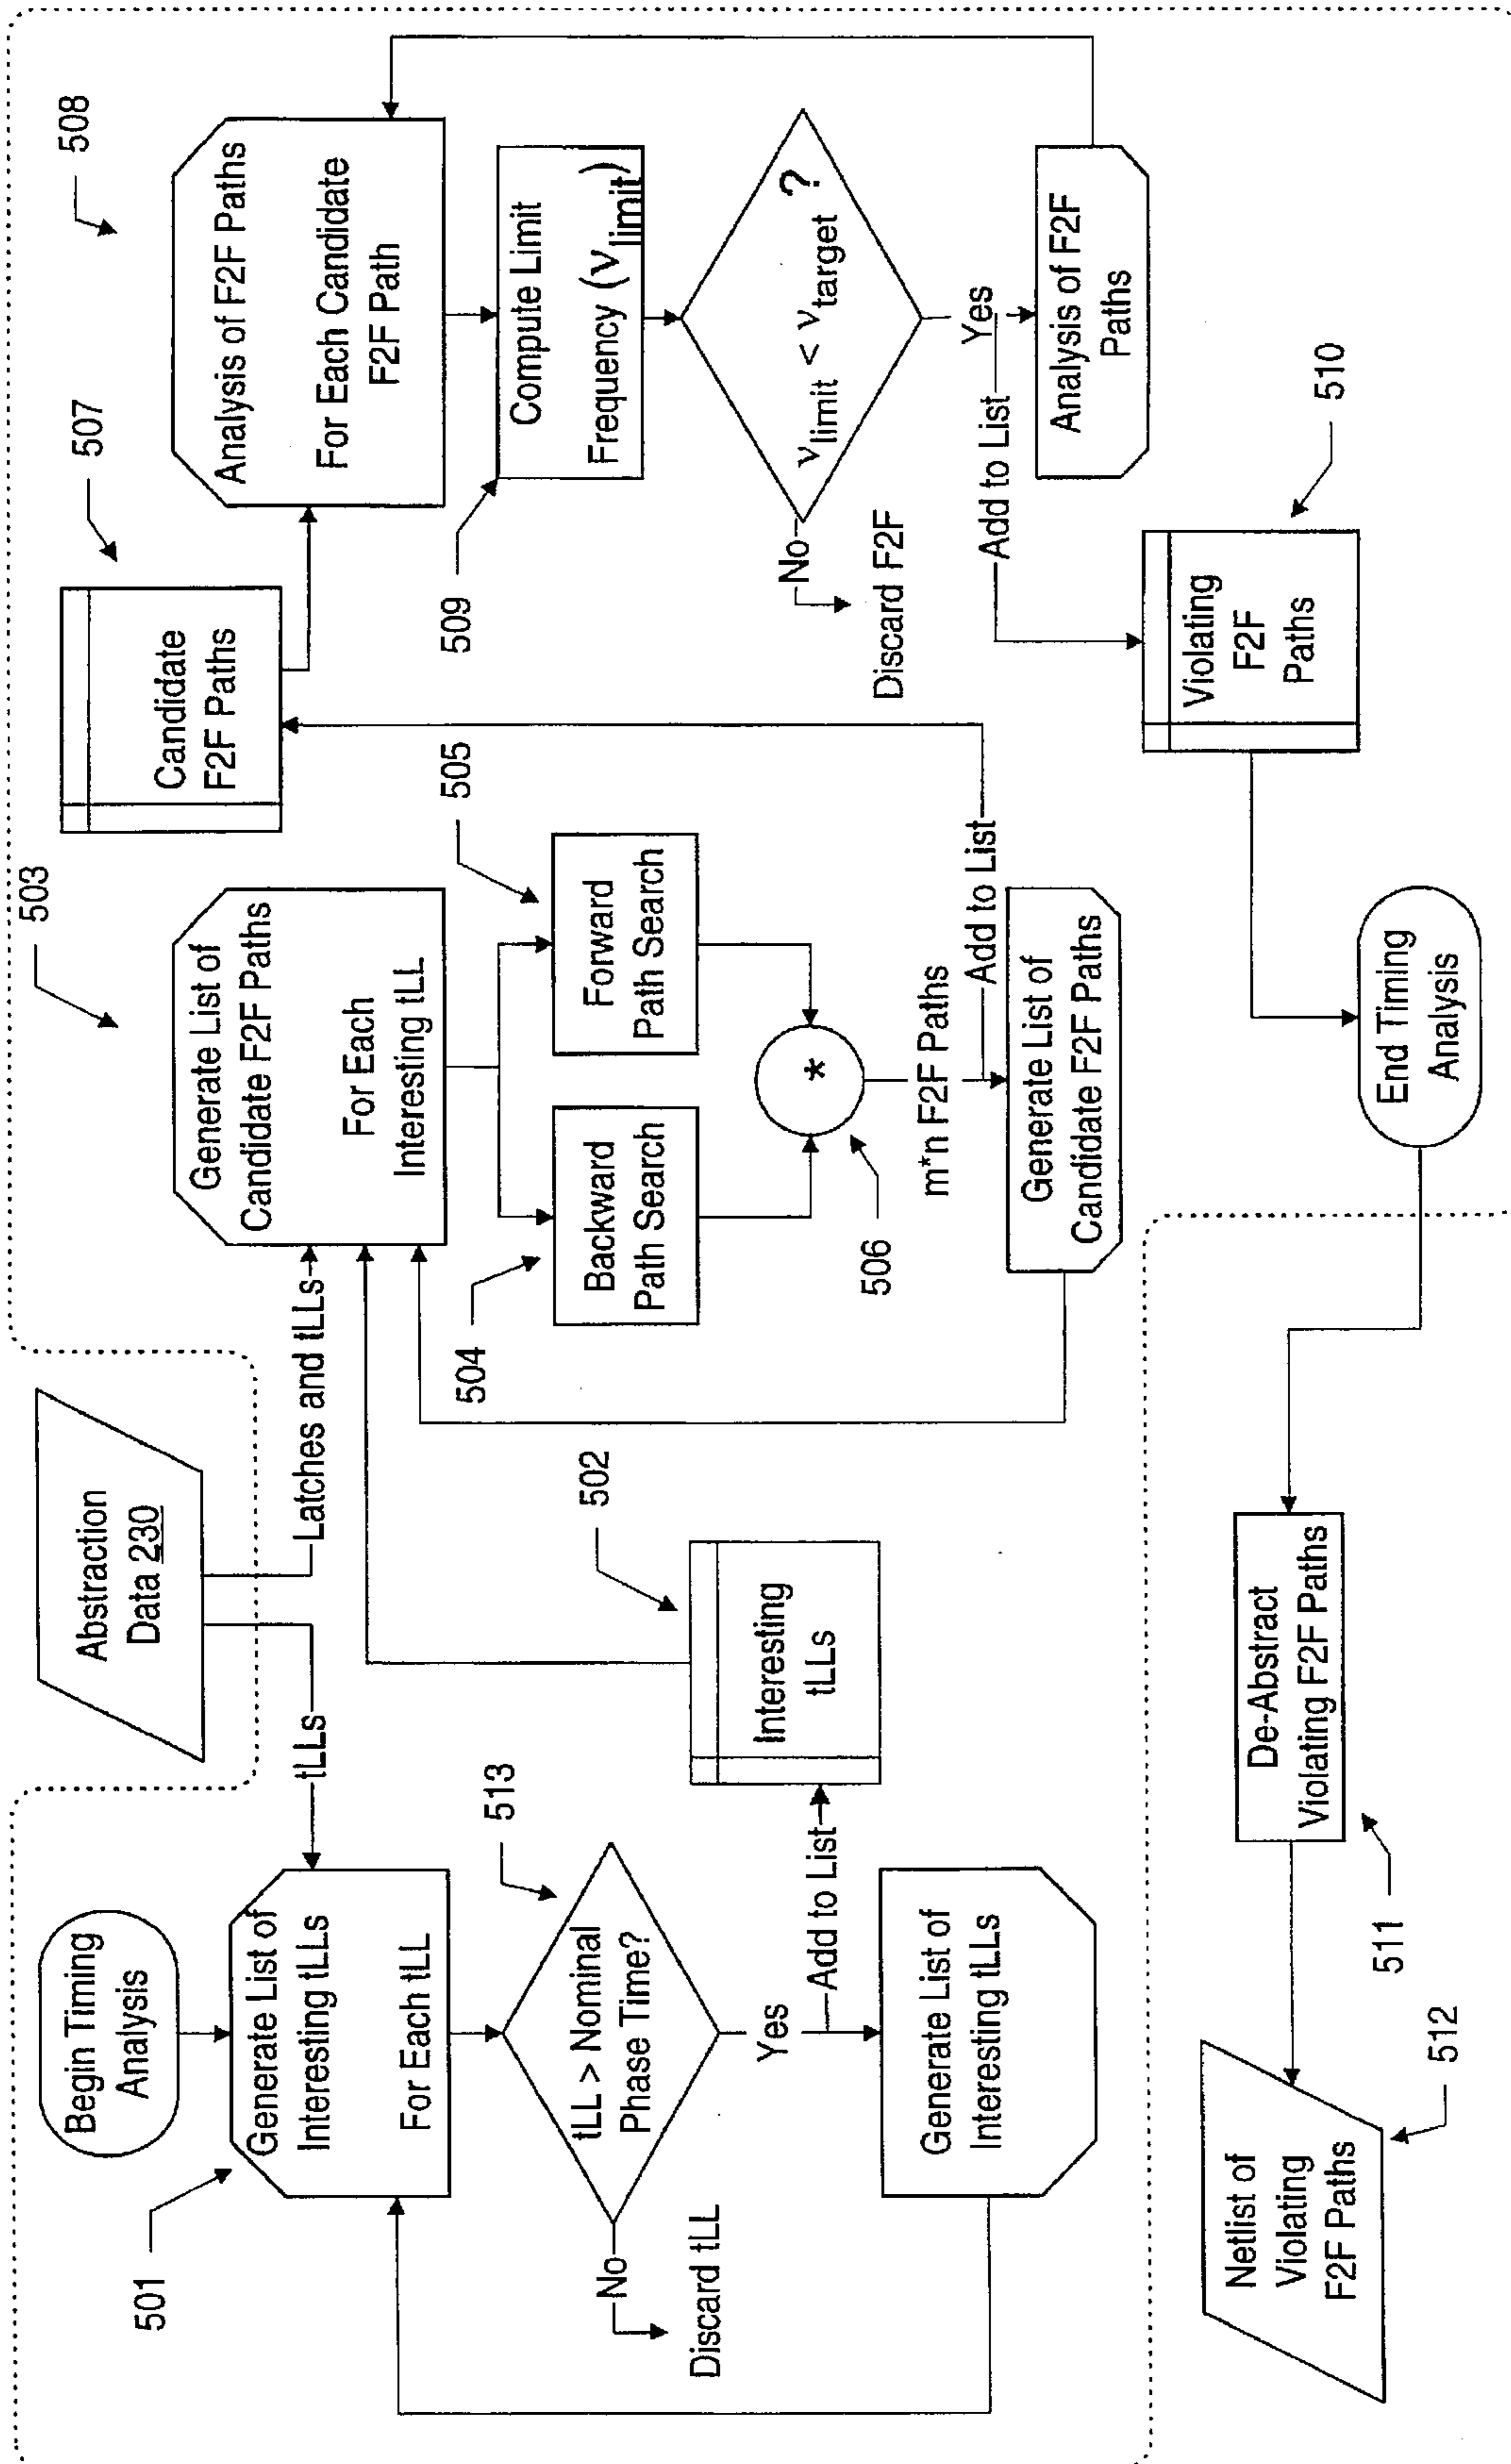 Begin Timing
Analysis
501
Generate List of
Interesting tLLs
For Each tLL
tLLs
Abstraction
Data 230
Latches and tLLs
513
tLL > Nominal
Phase Time?
No
Discard tLL
Yes
Add to List
502
Interesting
tLLs
Generate List of
Interesting tLLs
503
Generate List of
Candidate F2F Paths
For Each
Interesting tLL
504
Backward
Path Search
505
Forward
Path Search
*
506
m*n F2F Paths
Add to List
Generate List of
Candidate F2F Paths
507
Candidate
F2F Paths
508
Analysis of F2F Paths
For Each Candidate
F2F Path
509
Compute Limit
Frequency (νlimit)
νlimit < νtarget ?
No
Discard F2F
Yes
Add to List
Analysis of F2F
Paths
510
Violating
F2F
Paths
End Timing
Analysis
De-Abstract
Violating F2F Paths
511
Netlist of
Violating
F2F Paths
512